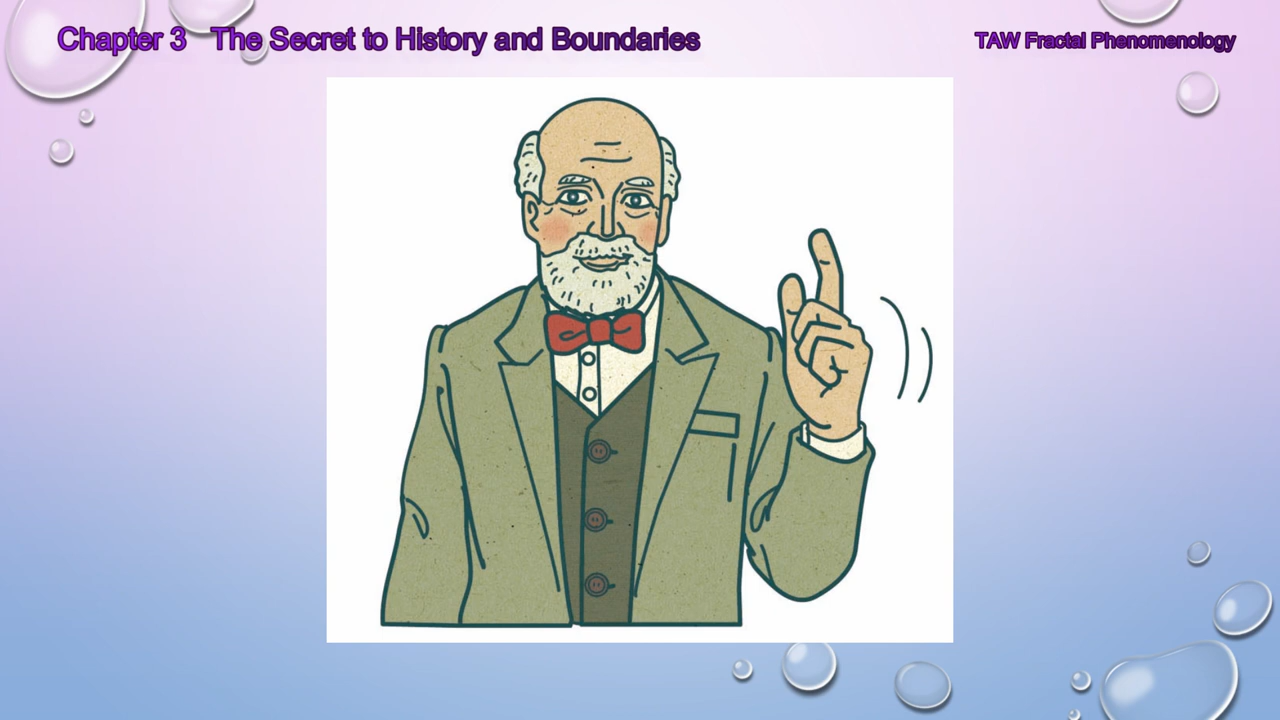 Chapter 3 The Secret to History and Boundaries
TAW Fractal Phenomenology